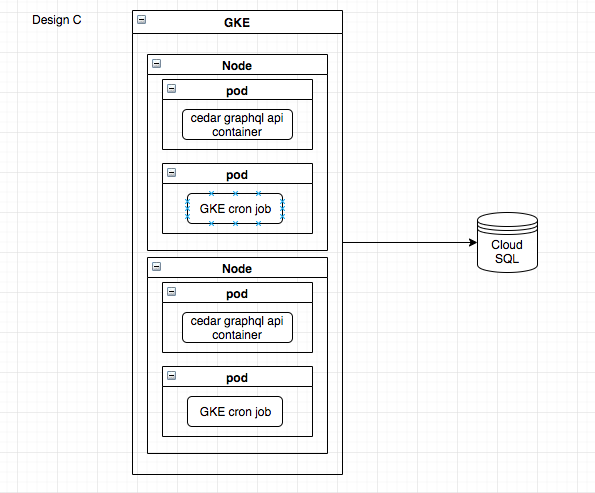 Design C
GKE
Node
pod
cedar graphql api
container
pod
GKE cron job
Node
pod
cedar graphql api
container
pod
GKE cron job
Cloud
SQL